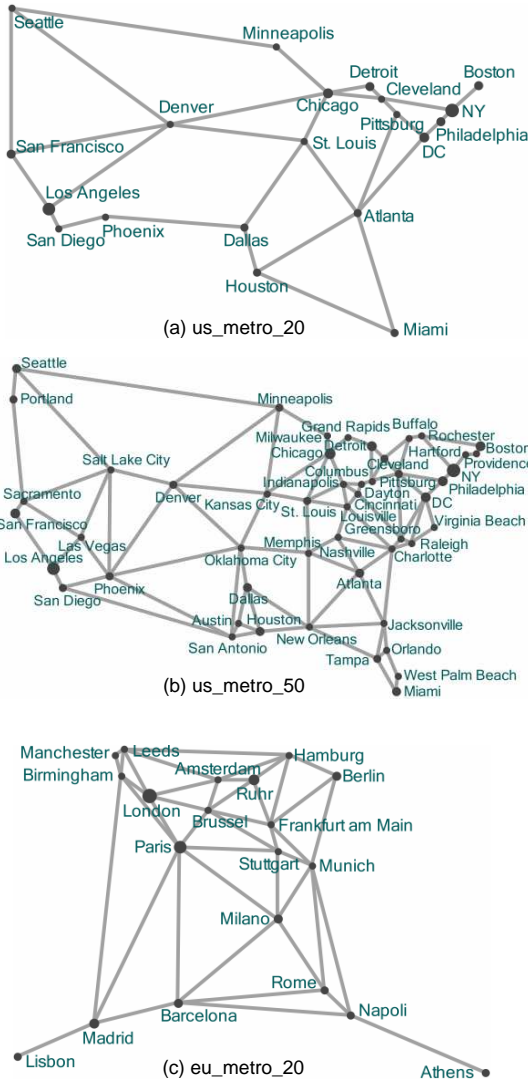 Seattle
Minneapolis
Detroit
Boston
Cleveland
Chicago
Denver
NY
Pittsburg
Philadelphia
St. Louis
DC
San Francisco
Los Angeles
Atlanta
San Diego
Phoenix
Dallas
Houston
Miami
(a) us_metro_20
Seattle
Portland
Minneapolis
Grand Rapids
Buffalo
Rochester
Milwaukee
Detroit
Hartford
Boston
Chicago
Salt Lake City
Columbus
Cleveland
Providence
NY
Indianapolis
Pittsburg
Philadelphia
Sacramento
Denver
Kansas City
Dayton
DC
San Francisco
St. Louis
Cincinnati
Louisville
Virginia Beach
Las Vegas
Greensboro
Los Angeles
Oklahoma City
Memphis
Nashville
Raleigh
Charlotte
San Diego
Phoenix
Atlanta
Dallas
Austin
Houston
Jacksonville
San Antonio
New Orleans
Orlando
Tampa
West Palm Beach
Miami
(b) us_metro_50
Manchester
Leeds
Hamburg
Birmingham
Amsterdam
Berlin
Ruhr
London
Brussel
Frankfurt am Main
Paris
Stuttgart
Munich
Milano
Rome
Barcelona
Napoli
Madrid
Lisbon
Athens
(c) eu_metro_20